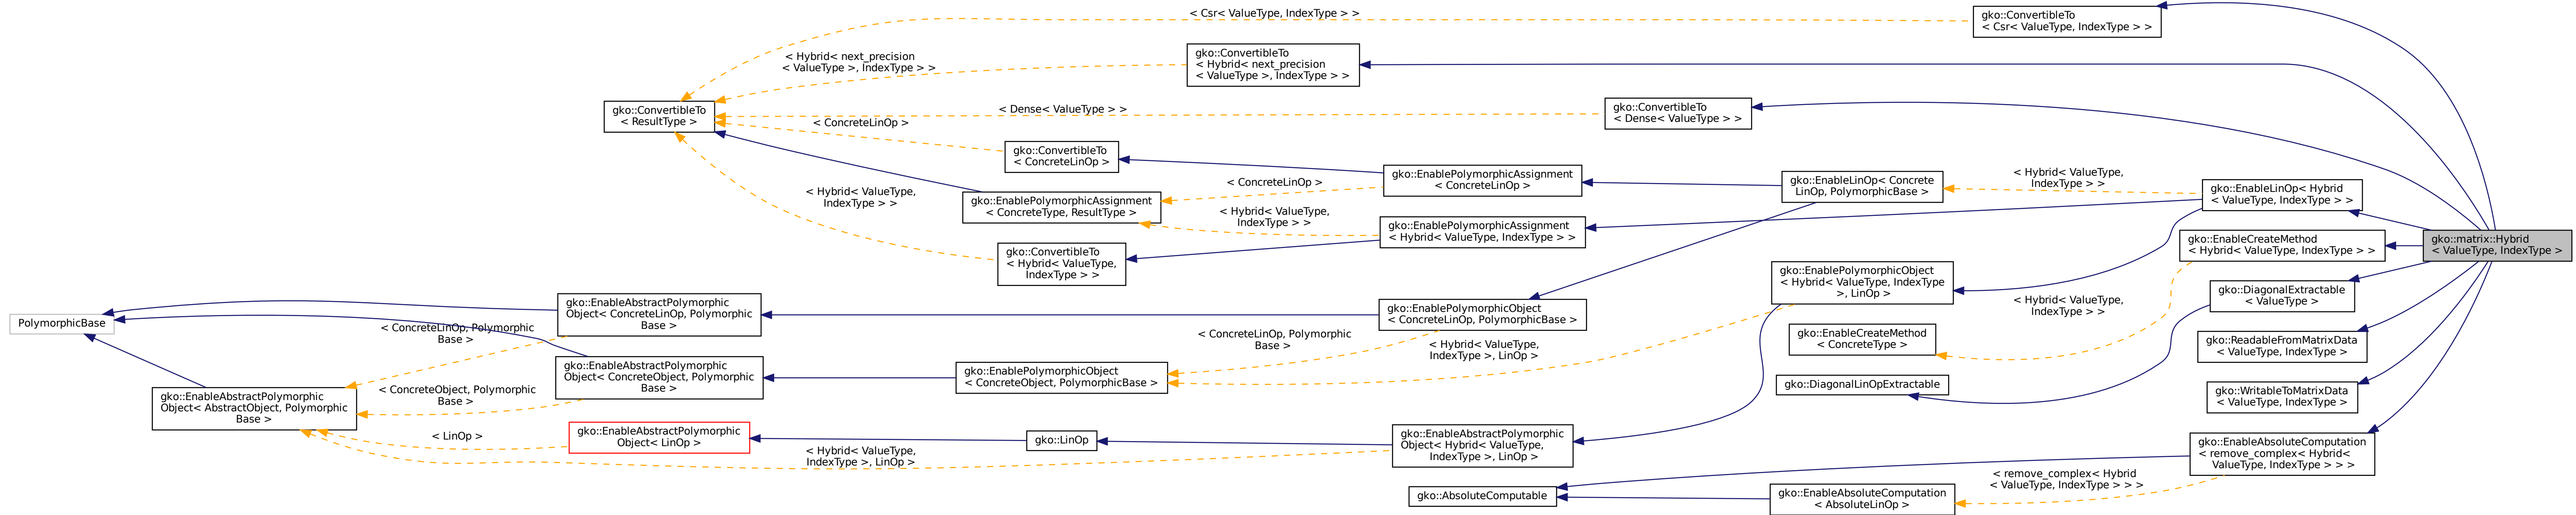 < Csr< ValueType, IndexType > >
gko::ConvertibleTo
< Csr< ValueType, IndexType > >
< Hybrid< next_precision
< ValueType >, IndexType > >
gko::ConvertibleTo
< Hybrid< next_precision
< ValueType >, IndexType > >
gko::ConvertibleTo
< ResultType >
< Dense< ValueType > >
gko::ConvertibleTo
< Dense< ValueType > >
< ConcreteLinOp >
gko::ConvertibleTo
< ConcreteLinOp >
gko::EnablePolymorphicAssignment
< ConcreteLinOp >
< ConcreteLinOp >
gko::EnableLinOp< Concrete
LinOp, PolymorphicBase >
< Hybrid< ValueType,
IndexType > >
gko::EnableLinOp< Hybrid
< ValueType, IndexType > >
< Hybrid< ValueType,
IndexType > >
gko::EnablePolymorphicAssignment
< ConcreteType, ResultType >
< Hybrid< ValueType,
IndexType > >
gko::EnablePolymorphicAssignment
< Hybrid< ValueType, IndexType > >
gko::ConvertibleTo
< Hybrid< ValueType,
IndexType > >
gko::EnableCreateMethod
< Hybrid< ValueType, IndexType > >
gko::matrix::Hybrid
< ValueType, IndexType >
gko::EnablePolymorphicObject
< Hybrid< ValueType, IndexType
>, LinOp >
gko::DiagonalExtractable
< ValueType >
< Hybrid< ValueType,
IndexType > >
gko::EnableAbstractPolymorphic
Object< ConcreteLinOp, Polymorphic
Base >
gko::EnablePolymorphicObject
< ConcreteLinOp, PolymorphicBase >
PolymorphicBase
< ConcreteLinOp, Polymorphic
Base >
< ConcreteLinOp, Polymorphic
Base >
< Hybrid< ValueType,
IndexType >, LinOp >
gko::EnableCreateMethod
< ConcreteType >
gko::ReadableFromMatrixData
< ValueType, IndexType >
gko::EnableAbstractPolymorphic
Object< ConcreteObject, Polymorphic
Base >
gko::EnablePolymorphicObject
< ConcreteObject, PolymorphicBase >
gko::DiagonalLinOpExtractable
gko::WritableToMatrixData
< ValueType, IndexType >
gko::EnableAbstractPolymorphic
Object< AbstractObject, Polymorphic
Base >
< ConcreteObject, Polymorphic
Base >
< LinOp >
gko::EnableAbstractPolymorphic
Object< LinOp >
gko::LinOp
gko::EnableAbstractPolymorphic
Object< Hybrid< ValueType,
IndexType >, LinOp >
< Hybrid< ValueType,
IndexType >, LinOp >
gko::EnableAbsoluteComputation
< remove_complex< Hybrid<
ValueType, IndexType > > >
< remove_complex< Hybrid
< ValueType, IndexType > > >
gko::AbsoluteComputable
gko::EnableAbsoluteComputation
< AbsoluteLinOp >